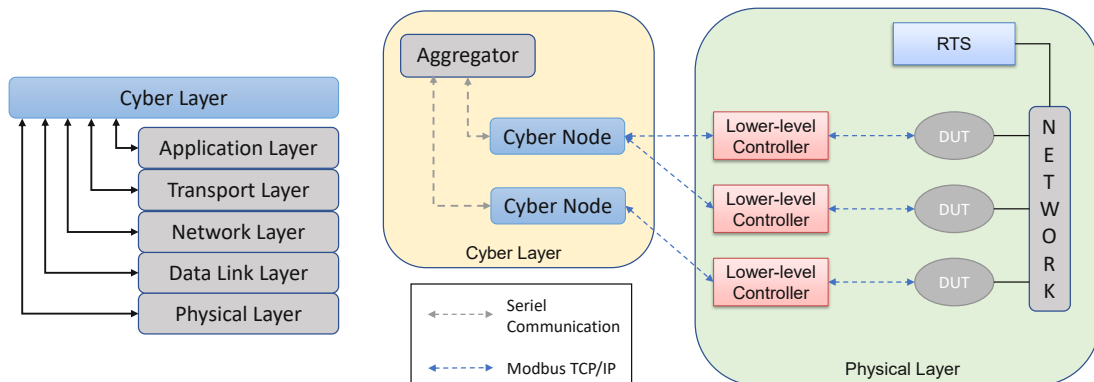 Cyber Layer
Application Layer
Transport Layer
Network Layer
Data Link Layer
Physical Layer
Aggregator
Cyber Node
Cyber Node
Cyber Layer
Seriel
Communication
Modbus TCP/IP
RTS
Lower-level
Controller
DUT
Lower-level
Controller
DUT
Lower-level
Controller
DUT
N
E
T
W
O
R
K
Physical Layer